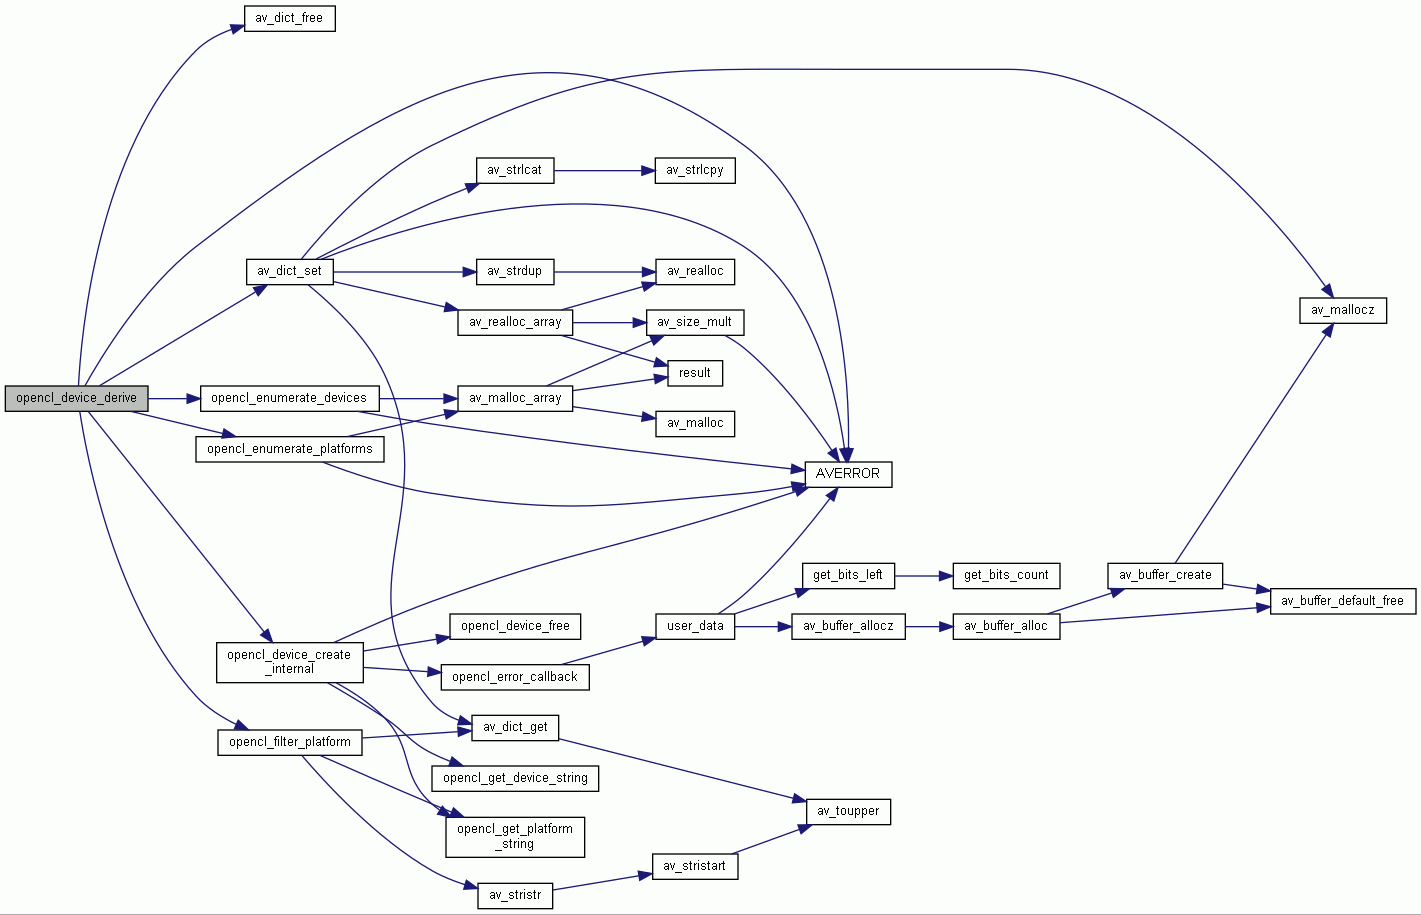 av_dict_free
av_strlcat
av_strlcpy
av_dict_set
av_strdup
av_realloc
av_mallocz
av_realloc_array
av_size_mult
result
opencl_device_derive
opencl_enumerate_devices
av_malloc_array
av_malloc
opencl_enumerate_platforms
AVERROR
get_bits_left
get_bits_count
av_buffer_create
av_buffer_default_free
opencl_device_free
user_data
av_buffer_allocz
av_buffer_alloc
opencl_device_create
_internal
opencl_error_callback
av_dict_get
opencl_filter_platform
opencl_get_device_string
av_toupper
opencl_get_platform
_string
av_stristart
av_stristr